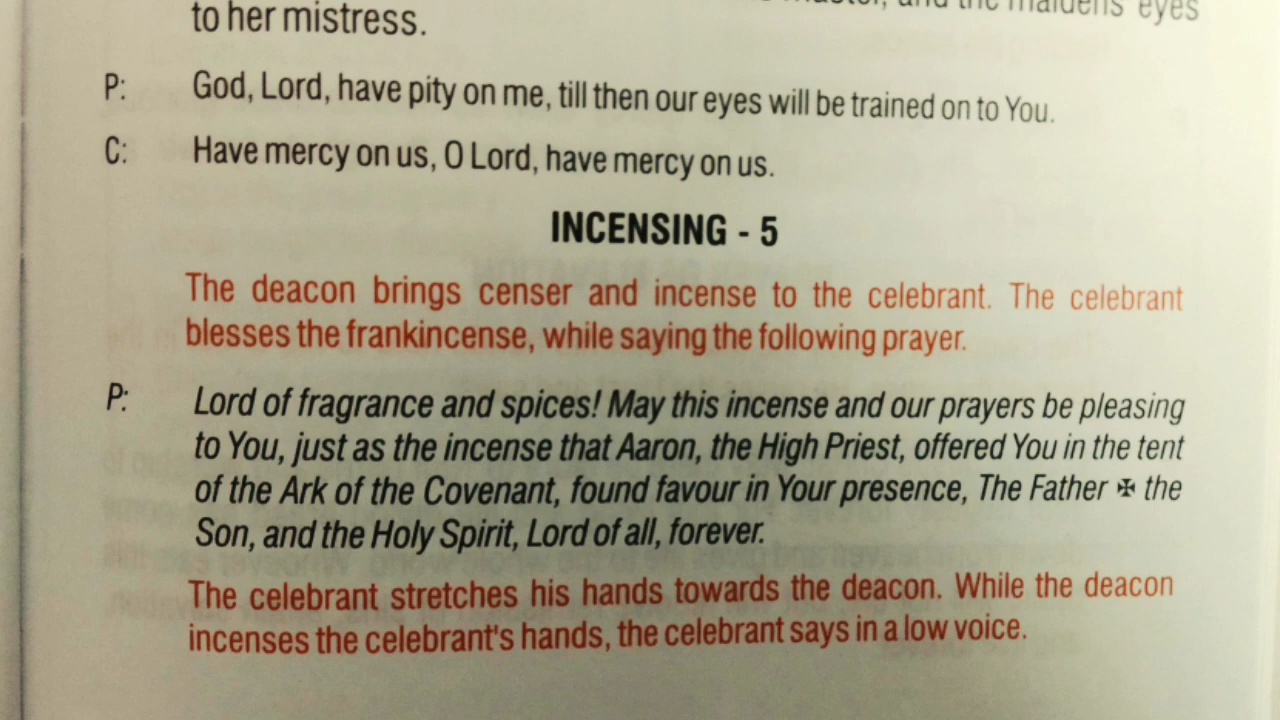 master, and the maidens' eyes
to her mistress.
P: God, Lord, have pity on me, till then our eyes will be trained on to You.
C: Have mercy on us, O Lord, have mercy on us.
INCENSING - 5
The deacon brings censer and incense to the celebrant. The celebrant
blesses the frankincense, while saying the following prayer.
P: Lord of fragrance and spices! May this incense and our prayers be pleasing
to You, just as the incense that Aaron, the High Priest, offered You in the tent
of the Ark of the Covenant, found favour in Your presence, The Father ✠ the
Son, and the Holy Spirit, Lord of all, forever.
The celebrant stretches his hands towards the deacon. While the deacon
incenses the celebrant's hands, the celebrant says in a low voice.